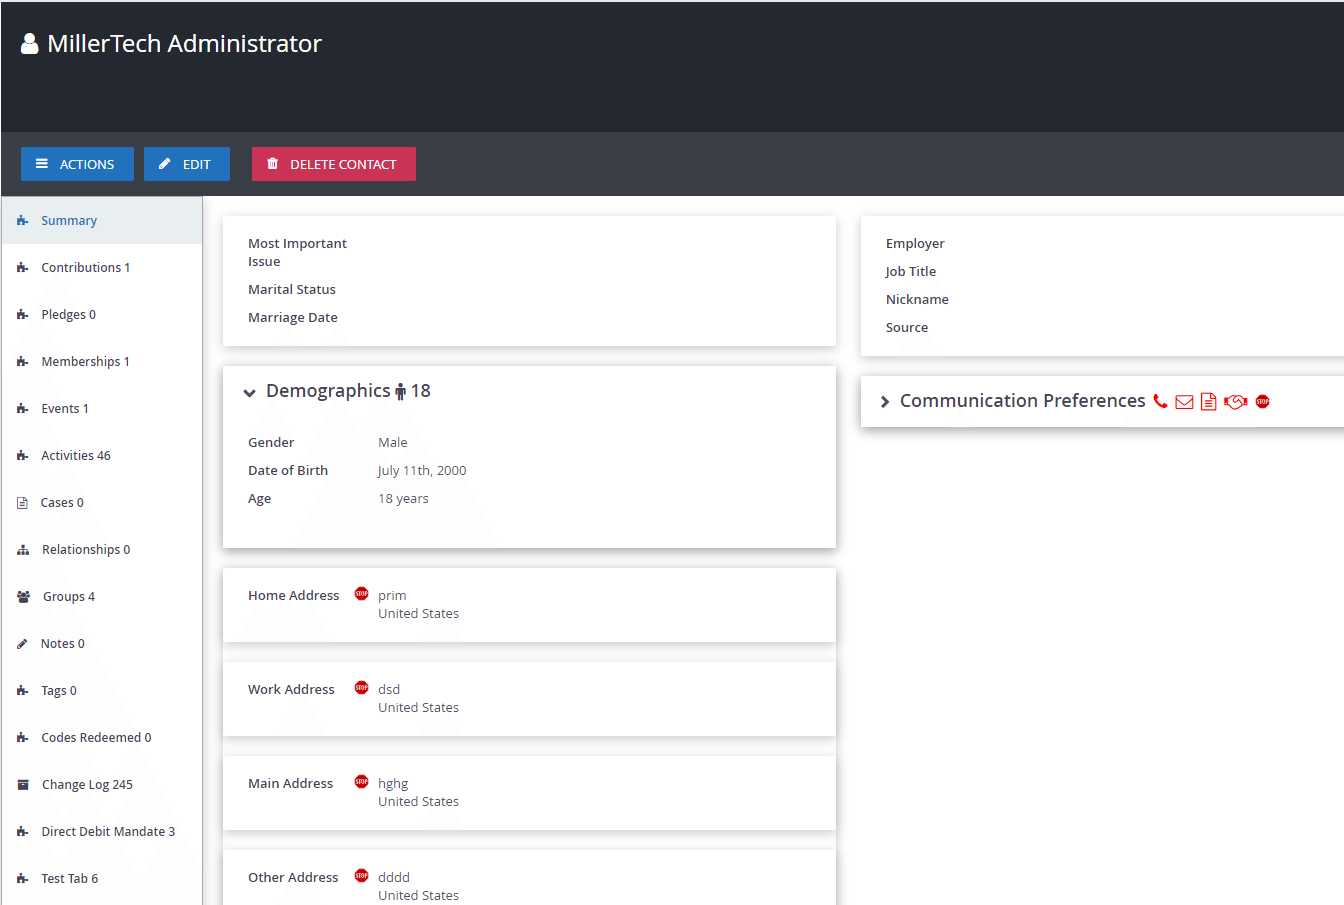 MillerTech Administrator
ACTIONS
EDIT
DELETE CONTACT
Summary
Contributions 1
Pledges 0
Memberships 1
Events 1
Activities 46
Cases 0
Relationships 0
Groups 4
Notes 0
Tags 0
Codes Redeemed 0
Change Log 245
Direct Debit Mandate 3
Test Tab 6
Most Important
Issue
Marital Status
Marriage Date
Demographics 18
Gender Male
Date of Birth July 11th, 2000
Age 18 years
Home Address STOP prim
United States
Work Address STOP dsd
United States
Main Address STOP hghg
United States
Other Address STOP dddd
United States
Employer
Job Title
Nickname
Source
Communication Preferences STOP